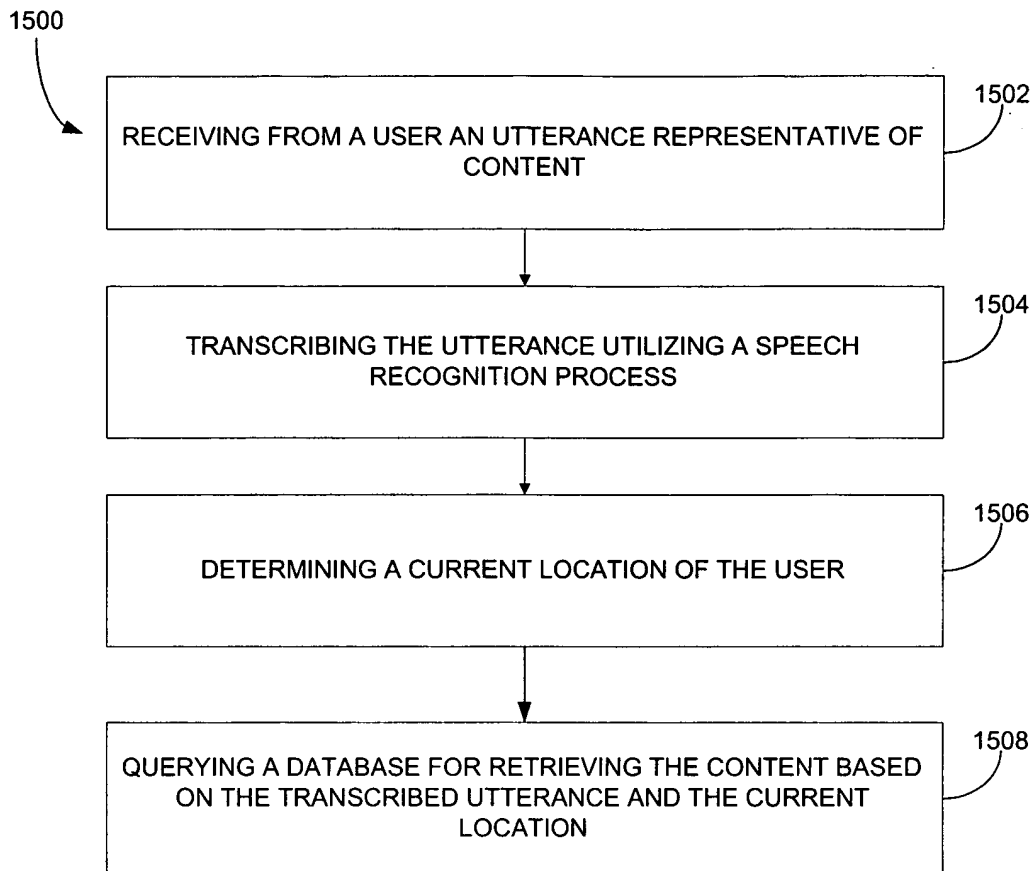 1500
1502
RECEIVING FROM A USER AN UTTERANCE REPRESENTATIVE OF
CONTENT
1504
TRANSCRIBING THE UTTERANCE UTILIZING A SPEECH
RECOGNITION PROCESS
1506
DETERMINING A CURRENT LOCATION OF THE USER
1508
QUERYING A DATABASE FOR RETRIEVING THE CONTENT BASED
ON THE TRANSCRIBED UTTERANCE AND THE CURRENT
LOCATION